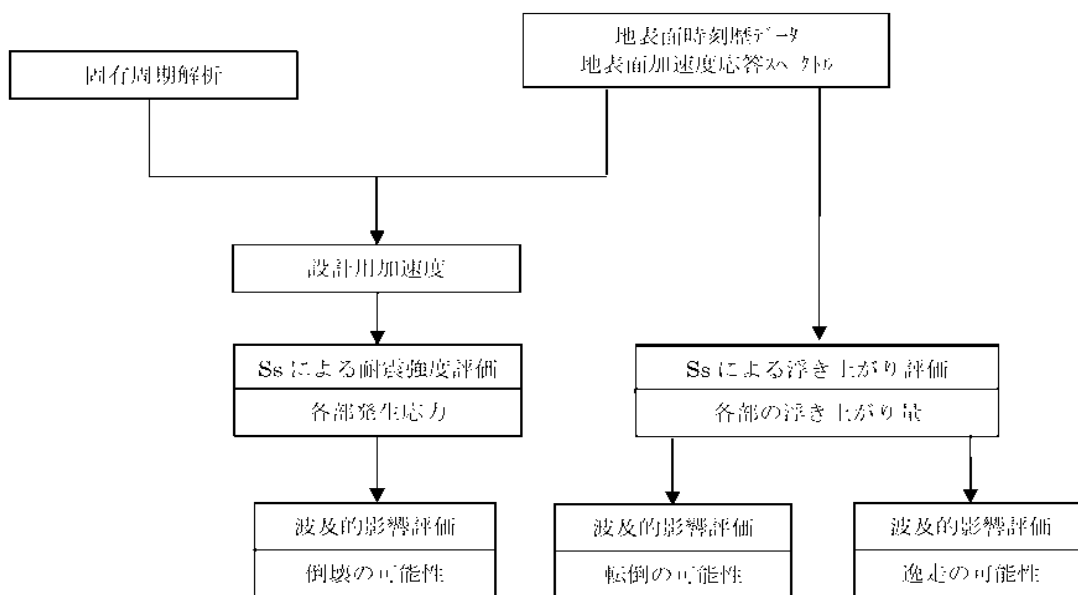 地表面時刻歴データ
地表面加速度応答スペクトル
固有周期解析
設計用加速度
Ssによる耐震強度評価
各部発生応力
Ssによる浮き上がり評価
各部の浮き上がり量
波及的影響評価
倒壊の可能性
波及的影響評価
転倒の可能性
波及的影響評価
逸走の可能性